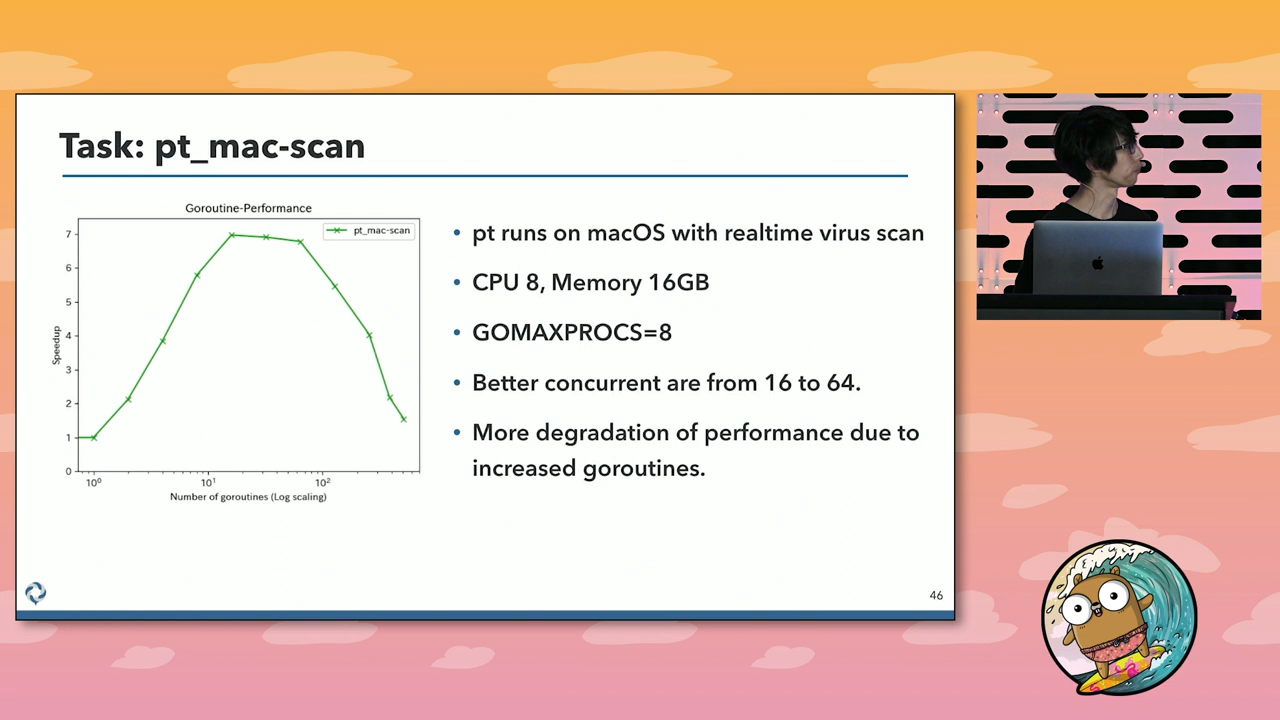 Task: pt_mac-scan
Goroutine-Performance
pt_mac-scan
7
6
5
4
3
2
1
0
Speedup
10⁰
10¹
10²
Number of goroutines (Log scaling)
• pt runs on macOS with realtime virus scan
• CPU 8, Memory 16GB
• GOMAXPROCS=8
• Better concurrent are from 16 to 64.
• More degradation of performance due to
increased goroutines.
46